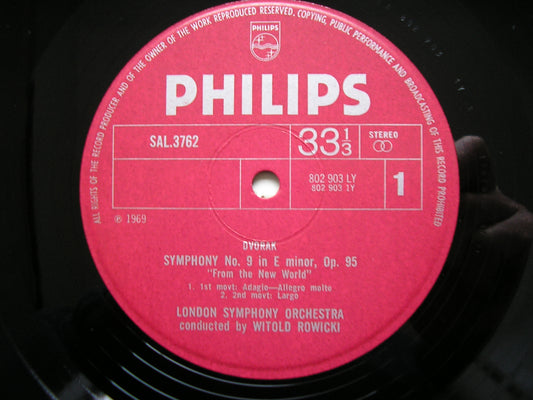 ALL RIGHTS OF THE RECORD PRODUCER AND OF THE OWNER OF THE WORK REPRODUCED RESERVED. COPYING, PUBLIC PERFORMANCE AND BROADCASTING OF THIS RECORD PROHIBITED
PHILIPS
PHILIPS
SAL.3762
33 1/3
STEREO
802 903 LY
802 903 1Y
1
℗ 1969
DVORAK
SYMPHONY No. 9 in E minor, Op. 95
"From the New World"
1. 1st movt: Adagio—Allegro molto
2. 2nd movt: Largo
LONDON SYMPHONY ORCHESTRA
conducted by WITOLD ROWICKI